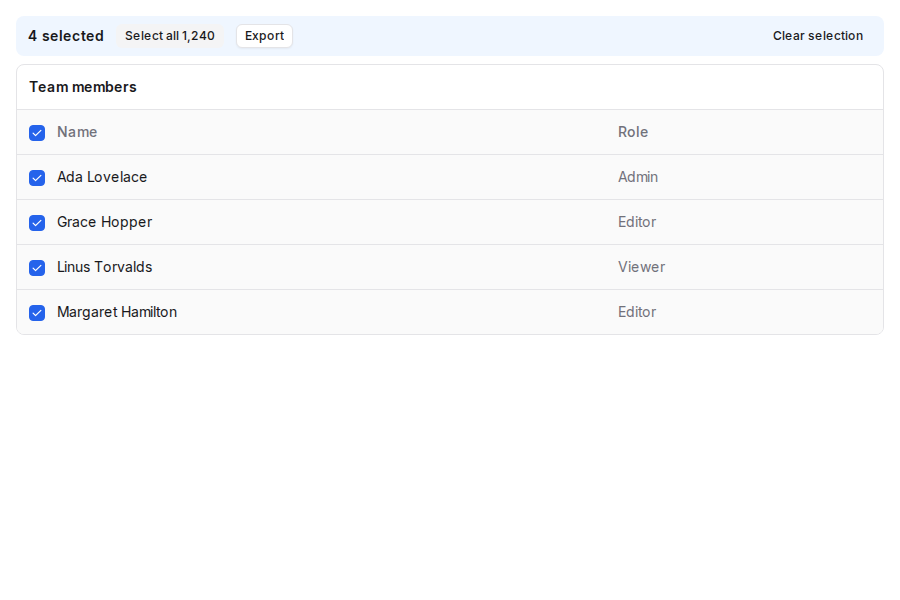 4 selected Select all 1,240 Export Clear selection
Team members
Name Role
Ada Lovelace Admin
Grace Hopper Editor
Linus Torvalds Viewer
Margaret Hamilton Editor